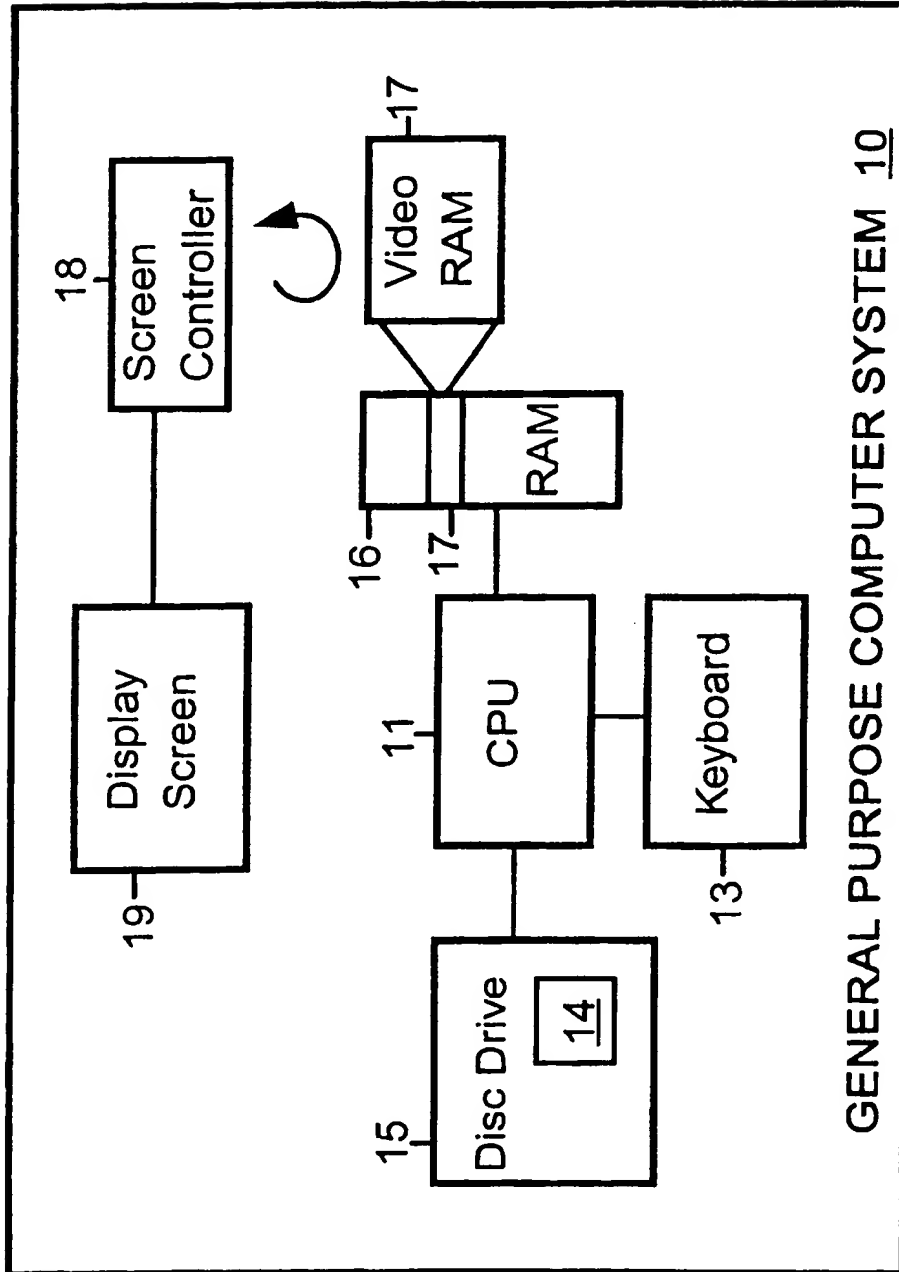 19
Display
Screen
18
Screen
Controller
15
Disc Drive
14
11
CPU
16
17
RAM
Video
RAM
17
13
Keyboard
GENERAL PURPOSE COMPUTER SYSTEM 10